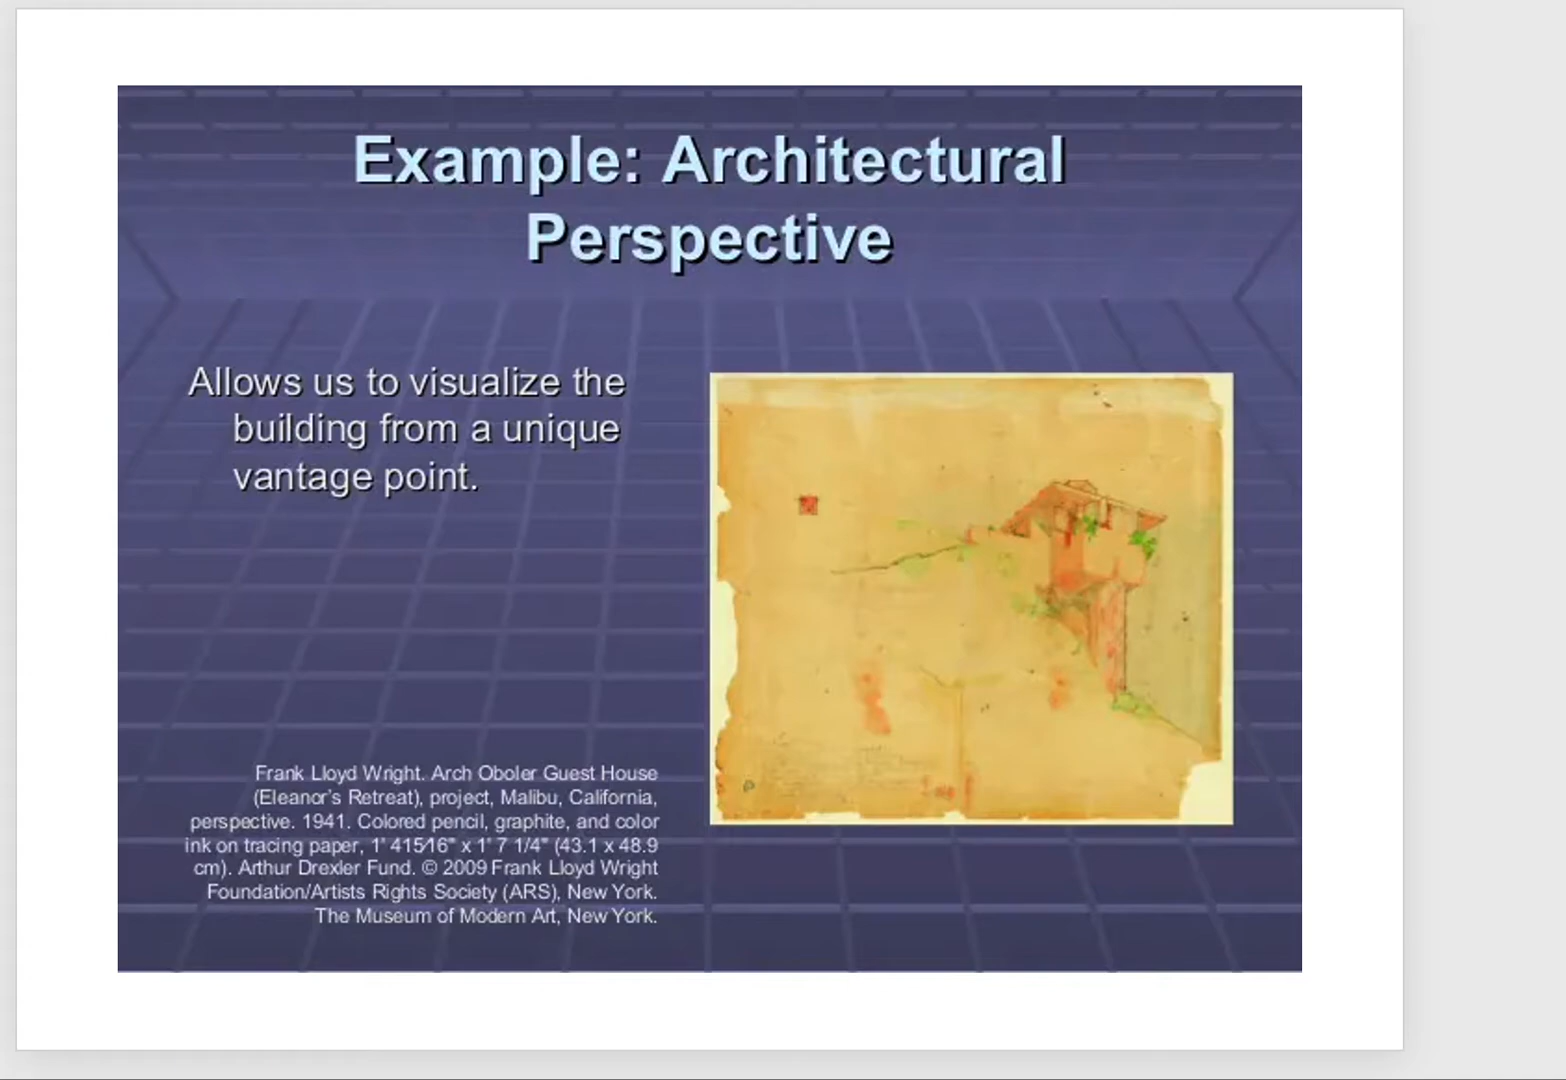 Example: Architectural
Perspective
Allows us to visualize the
building from a unique
vantage point.
Frank Lloyd Wright. Arch Oboler Guest House
(Eleanor's Retreat), project, Malibu, California,
perspective. 1941. Colored pencil, graphite, and color
ink on tracing paper, 1' 415⁄16" x 1' 7 1/4" (43.1 x 48.9
cm). Arthur Drexler Fund. © 2009 Frank Lloyd Wright
Foundation/Artists Rights Society (ARS), New York.
The Museum of Modern Art, New York.